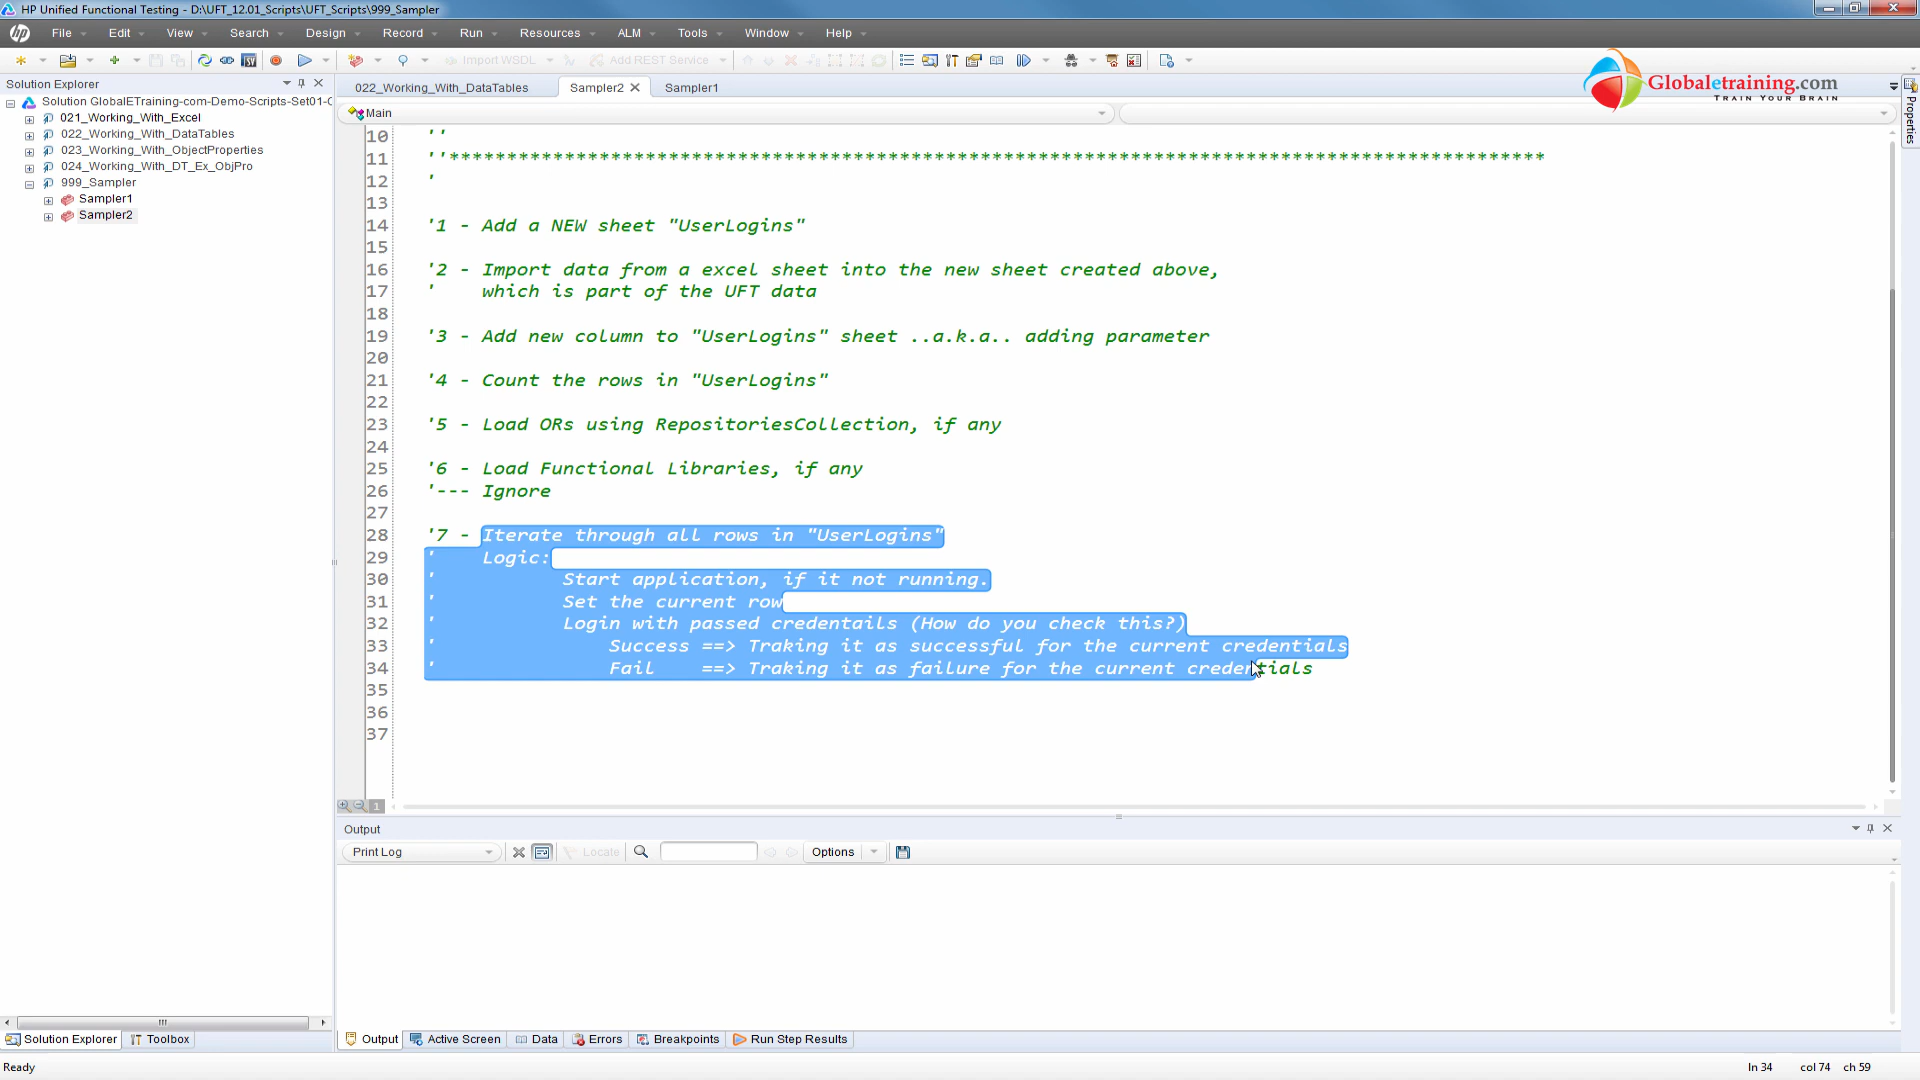 HP Unified Functional Testing - D:\UFT_12.01_Scripts\UFT_Scripts\999_Sampler
File Edit View Search Design Record Run Resources ALM Tools Window Help
Import WSDL Add REST Service
Globaletraining.com
TRAIN YOUR BRAIN
Solution Explorer
022_Working_With_DataTables Sampler2 Sampler1
Properties
Solution GlobalETraining-com-Demo-Scripts-Set01-
Main
021_Working_With_Excel
022_Working_With_DataTables
023_Working_With_ObjectProperties
024_Working_With_DT_Ex_ObjPro
999_Sampler
Sampler1
Sampler2
10 ''
11 ''***********************************************************************************************
12 '
13
14 '1 - Add a NEW sheet "UserLogins"
15
16 '2 - Import data from a excel sheet into the new sheet created above,
17 ' which is part of the UFT data
18
19 '3 - Add new column to "UserLogins" sheet ..a.k.a.. adding parameter
20
21 '4 - Count the rows in "UserLogins"
22
23 '5 - Load ORs using RepositoriesCollection, if any
24
25 '6 - Load Functional Libraries, if any
26 '--- Ignore
27
28 '7 - Iterate through all rows in "UserLogins"
29 ' Logic:
30 ' Start application, if it not running.
31 ' Set the current row
32 ' Login with passed credentails (How do you check this?)
33 ' Success ==> Traking it as successful for the current credentials
34 ' Fail ==> Traking it as failure for the current credentials
35
36
37
1
Output
Print Log Locate Options
Solution Explorer Toolbox
Output Active Screen Data Errors Breakpoints Run Step Results
Ready
ln 34 col 74 ch 59